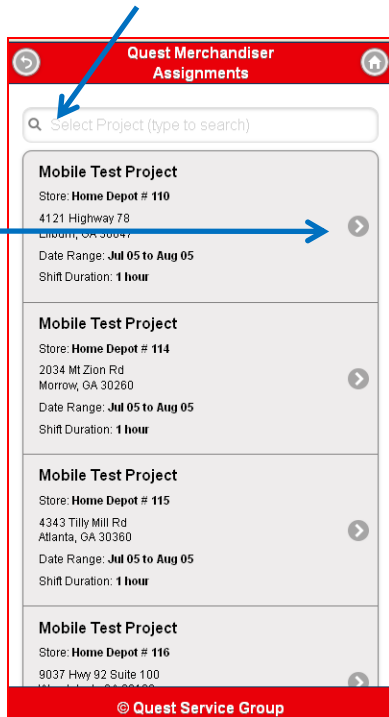 Quest Merchandiser
Assignments
Select Project (type to search)
Mobile Test Project
Store: Home Depot # 110
4121 Highway 78
Lilburn, GA 30047
Date Range: Jul 05 to Aug 05
Shift Duration: 1 hour
Mobile Test Project
Store: Home Depot # 114
2034 Mt Zion Rd
Morrow, GA 30260
Date Range: Jul 05 to Aug 05
Shift Duration: 1 hour
Mobile Test Project
Store: Home Depot # 115
4343 Tilly Mill Rd
Atlanta, GA 30360
Date Range: Jul 05 to Aug 05
Shift Duration: 1 hour
Mobile Test Project
Store: Home Depot # 116
9037 Hwy 92 Suite 100
© Quest Service Group